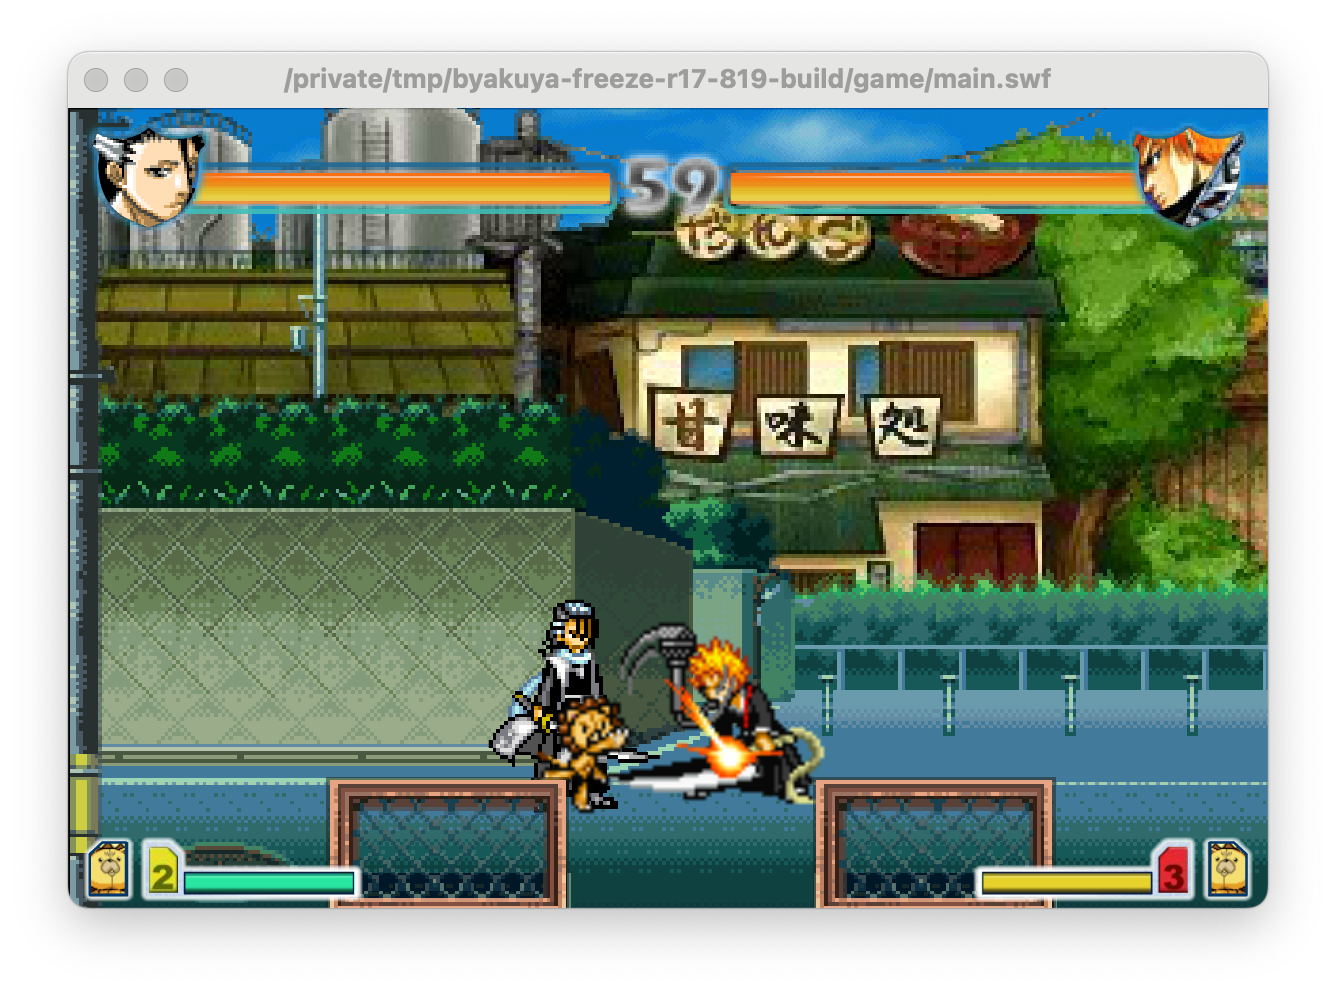 /private/tmp/byakuya-freeze-r17-819-build/game/main.swf
59
甘 味 処
2
3